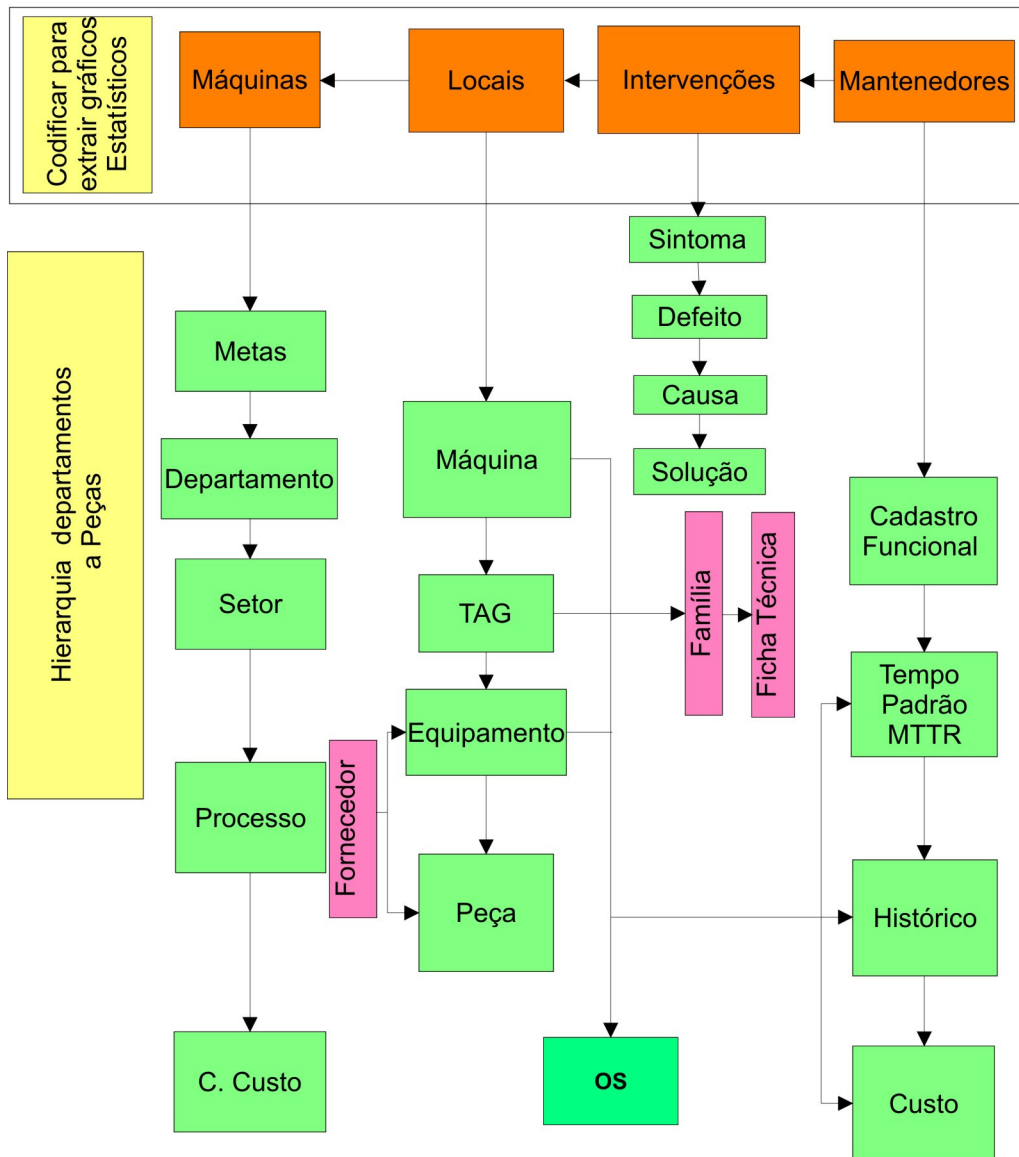 Codificar para
extrair gráficos
Estatísticos
Máquinas
Locais
Intervenções
Mantenedores
Hierarquia departamentos
a Peças
Sintoma
Defeito
Causa
Solução
Metas
Departamento
Setor
Processo
C. Custo
Máquina
TAG
Equipamento
Peça
Fornecedor
Família
Ficha Técnica
OS
Cadastro
Funcional
Tempo
Padrão
MTTR
Histórico
Custo